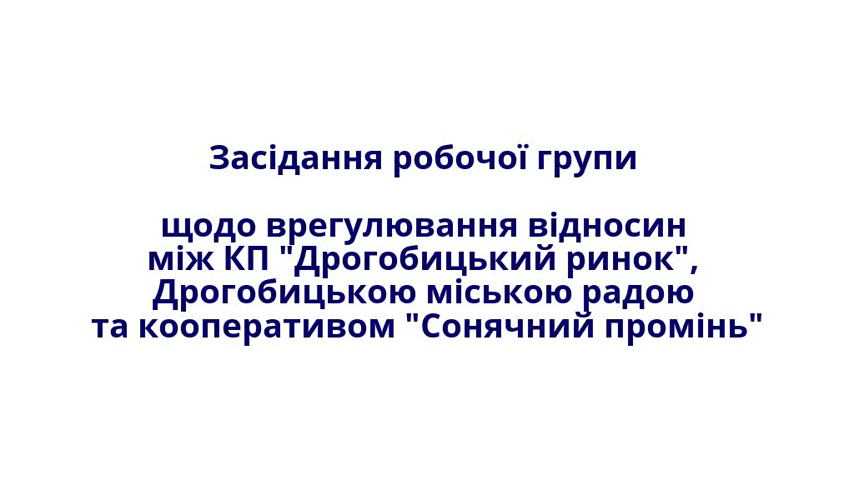 Засідання робочої групи
щодо врегулювання відносин
між КП "Дрогобицький ринок",
Дрогобицькою міською радою
та кооперативом "Сонячний промінь"